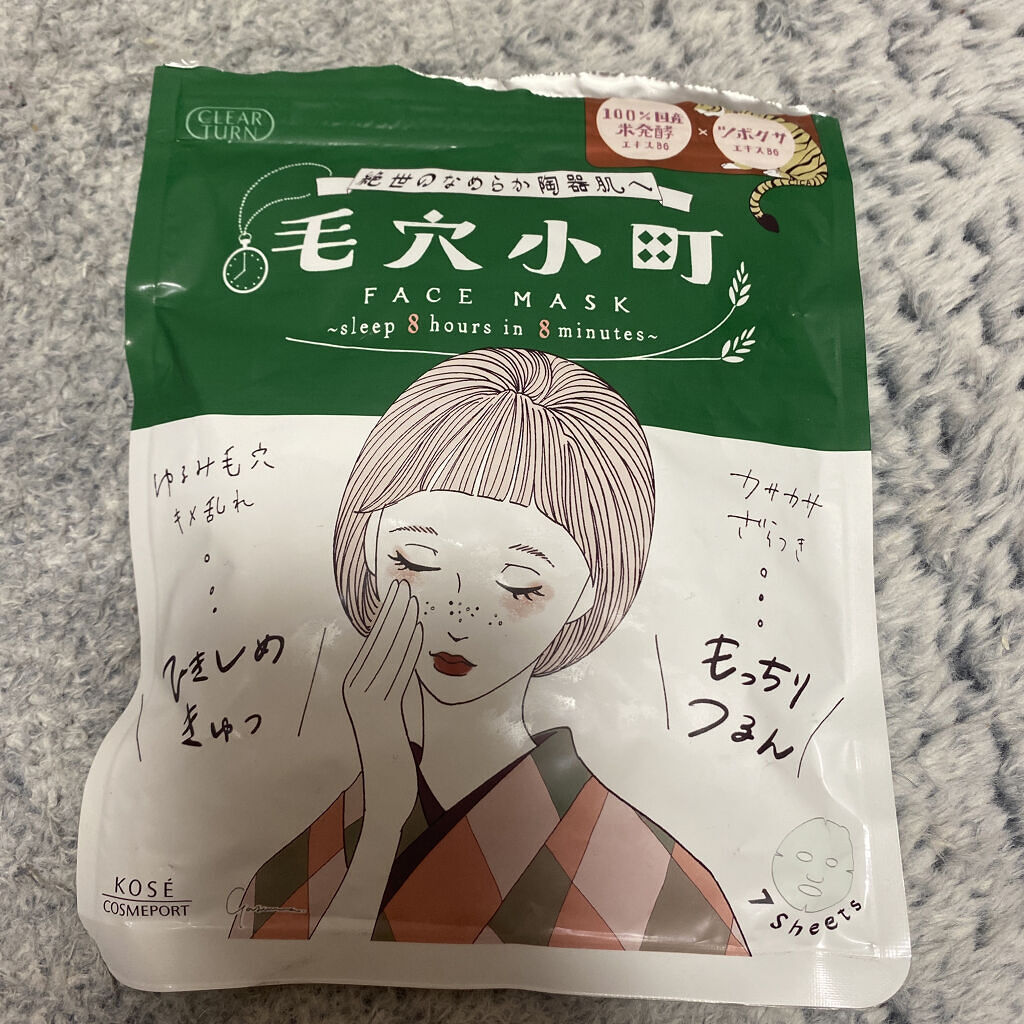 CLEAR
TURN
100%国産
米発酵
エキスBG
×
ツボクサ
エキスBG
CICA
絶世のなめらか陶器肌へ
毛穴小町
FACE MASK
~sleep 8 hours in 8 minutes~
ゆるみ毛穴
キメ乱れ
ひきしめ
きゅっ
カサカサ
ざらつき
もっちり
つるん
KOSÉ
COSMEPORT
7 sheets